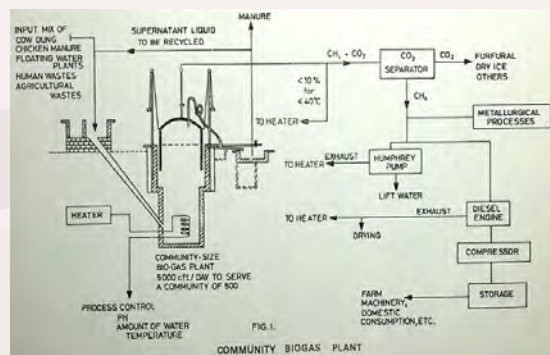 MANURE
SUPERNATANT LIQUID
TO BE RECYCLED
INPUT MIX OF
COW DUNG
CHICKEN MANURE
FLOATING WATER
PLANTS
HUMAN WASTES
AGRICULTURAL
WASTES
CH4 - CO2
CO2
SEPARATOR
CO2
FURFURAL
DRY ICE
OTHERS
<10%
for
<40°C
TO HEATER
CH4
METALLURGICAL
PROCESSES
EXHAUST
TO HEATER
HUMPHREY
PUMP
LIFT WATER
HEATER
EXHAUST
TO HEATER
DRYING
DIESEL
ENGINE
COMPRESSOR
STORAGE
COMMUNITY-SIZE
BIO-GAS PLANT
5000 cft/DAY TO SERVE
A COMMUNITY OF 500
PROCESS CONTROL
PH
AMOUNT OF WATER
TEMPERATURE
FARM
MACHINERY,
DOMESTIC
CONSUMPTION, ETC.
FIG.1.
COMMUNITY BIOGAS PLANT